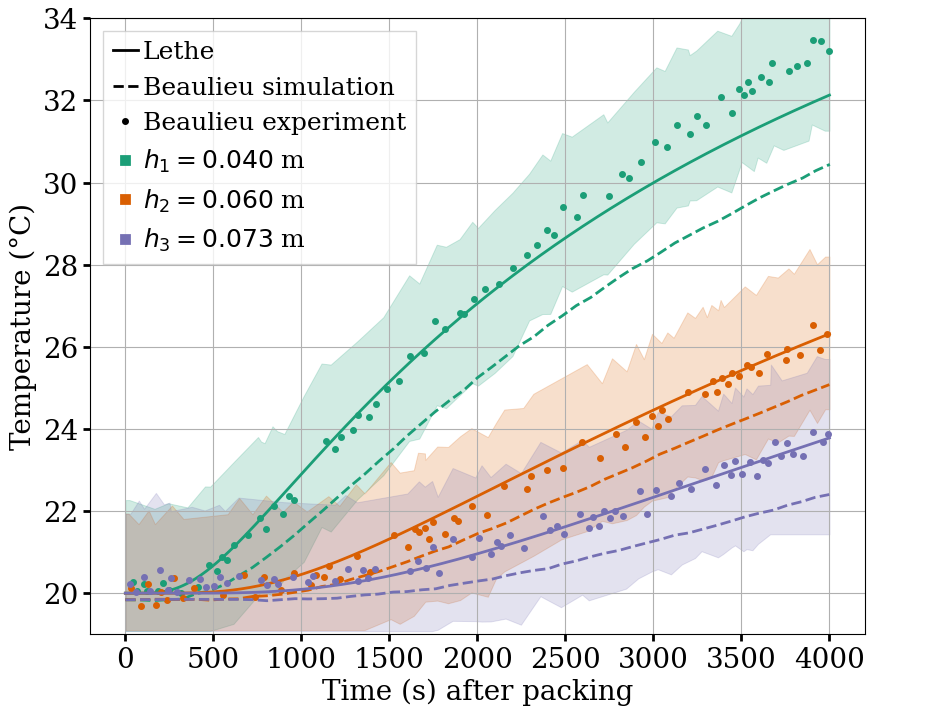 34
32
30
28
26
24
22
20
Temperature (°C)
Lethe
Beaulieu simulation
Beaulieu experiment
h₁ = 0.040 m
h₂ = 0.060 m
h₃ = 0.073 m
0 500 1000 1500 2000 2500 3000 3500 4000
Time (s) after packing